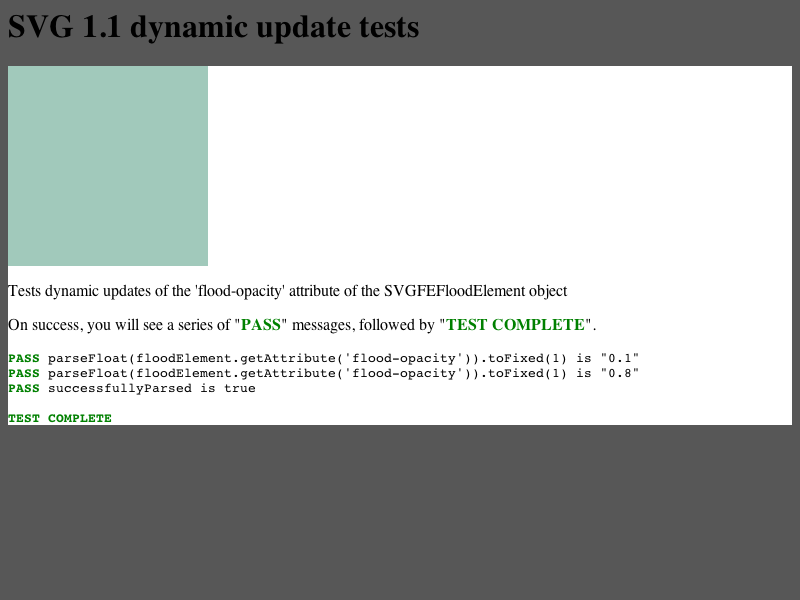 SVG 1.1 dynamic update tests
Tests dynamic updates of the 'flood-opacity' attribute of the SVGFEFloodElement object
On success, you will see a series of "PASS" messages, followed by "TEST COMPLETE".
PASS parseFloat(floodElement.getAttribute('flood-opacity')).toFixed(1) is "0.1"
PASS parseFloat(floodElement.getAttribute('flood-opacity')).toFixed(1) is "0.8"
PASS successfullyParsed is true
TEST COMPLETE